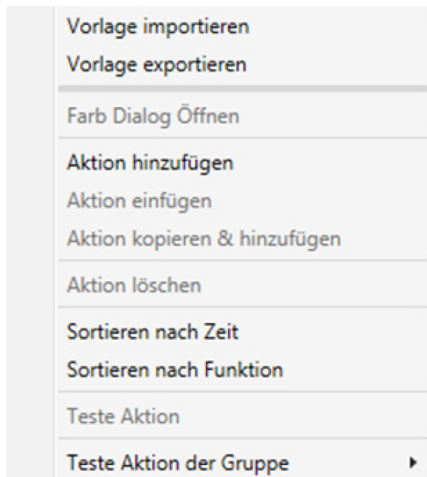 Vorlage importieren
Vorlage exportieren
Farb Dialog Öffnen
Aktion hinzufügen
Aktion einfügen
Aktion kopieren & hinzufügen
Aktion löschen
Sortieren nach Zeit
Sortieren nach Funktion
Teste Aktion
Teste Aktion der Gruppe